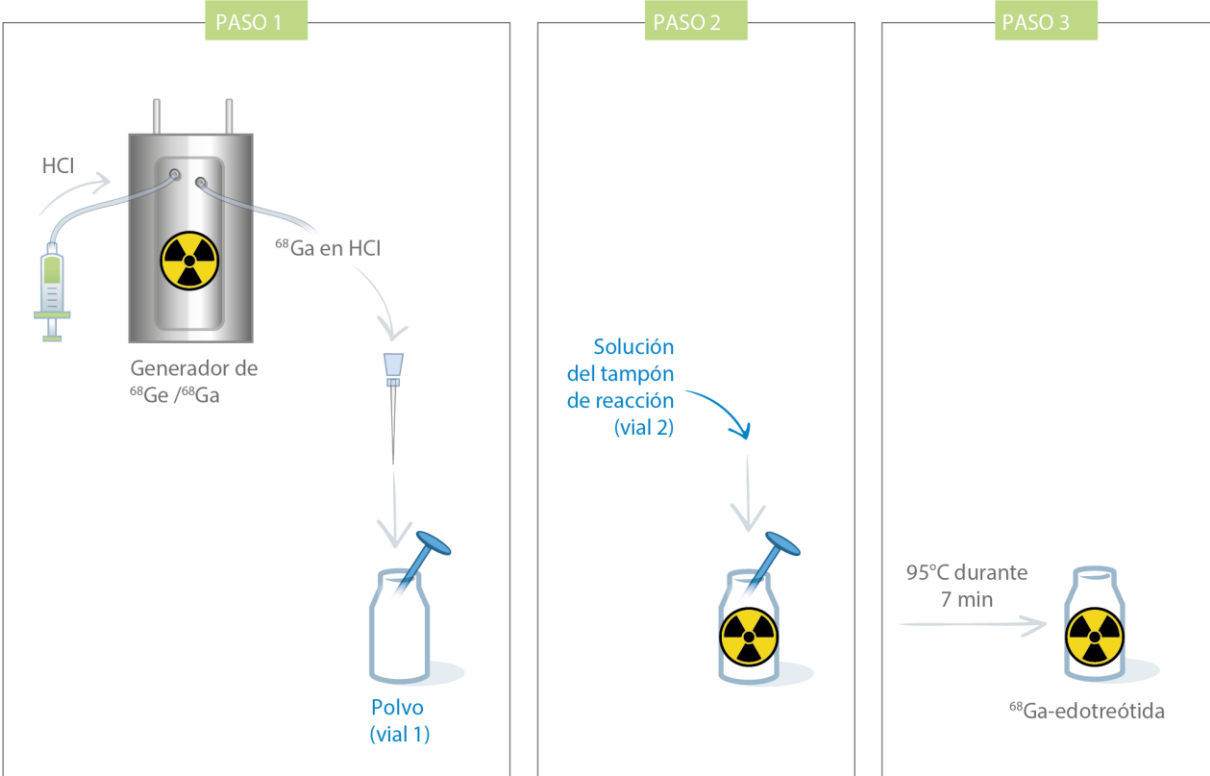 PASO 1
HCl
⁶⁸Ga en HCl
Generador de
⁶⁸Ge /⁶⁸Ga
Polvo
(vial 1)
PASO 2
Solución
del tampón
de reacción
(vial 2)
PASO 3
95°C durante
7 min
⁶⁸Ga-edotreótida